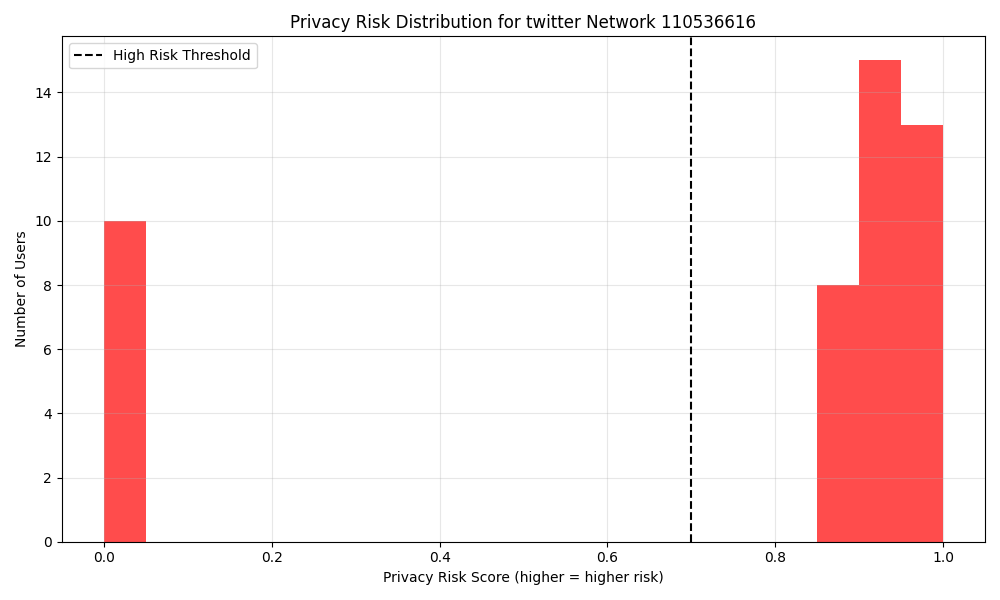 Privacy Risk Distribution for twitter Network 110536616
High Risk Threshold
Number of Users
14
12
10
8
6
4
2
0
0.0 0.2 0.4 0.6 0.8 1.0
Privacy Risk Score (higher = higher risk)